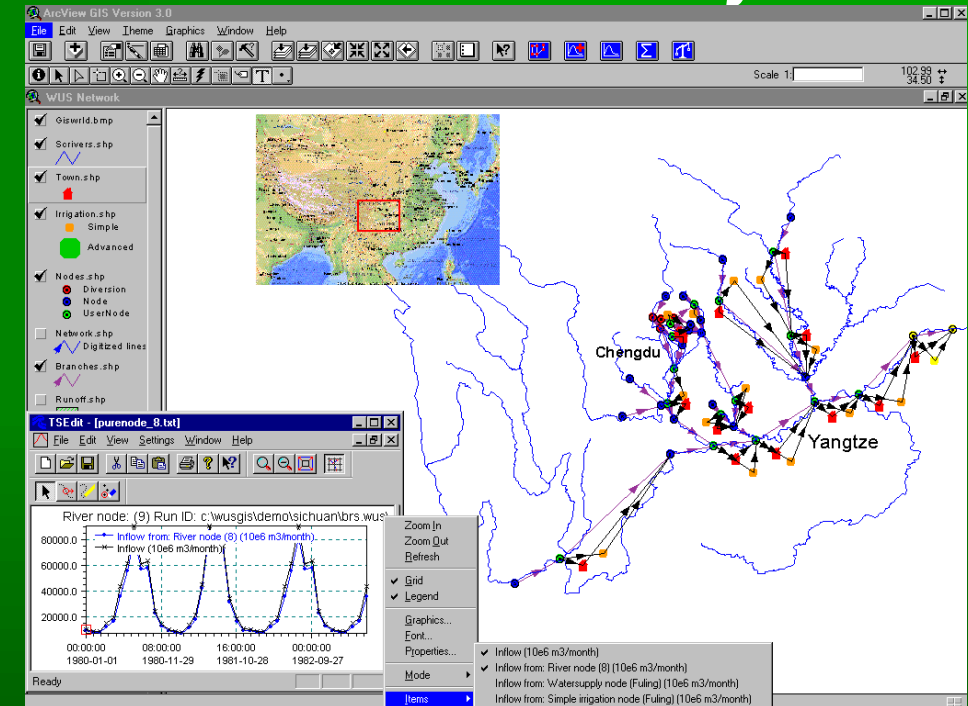 ArcView GIS Version 3.0
File Edit View Theme Graphics Window Help
Scale 1: 102.99
34.50
WUS Network
Giswrld.bmp
Scrivers.shp
Town.shp
Irrigation.shp
Simple
Advanced
Nodes.shp
Diversion
Node
UserNode
Network.shp
Digitized lines
Branches.shp
Runoff.shp
Chengdu
Yangtze
TSEdit - [purenode_8.txt]
File Edit View Settings Window Help
River node: (9) Run ID: c:\wusgis\demo\sichuan\brs.wus\
Inflow from: River node (8) (10e6 m3/month)
Inflow (10e6 m3/month)
80000.0
60000.0
40000.0
20000.0
00:00:00 08:00:00 16:00:00 00:00:00
1980-01-01 1980-11-29 1981-10-28 1982-09-27
Ready
Zoom In
Zoom Out
Refresh
Grid
Legend
Graphics...
Font...
Properties...
Mode
Items
Inflow (10e6 m3/month)
Inflow from: River node (8) (10e6 m3/month)
Inflow from: Watersupply node (Fuling) (10e6 m3/month)
Inflow from: Simple irrigation node (Fuling) (10e6 m3/month)